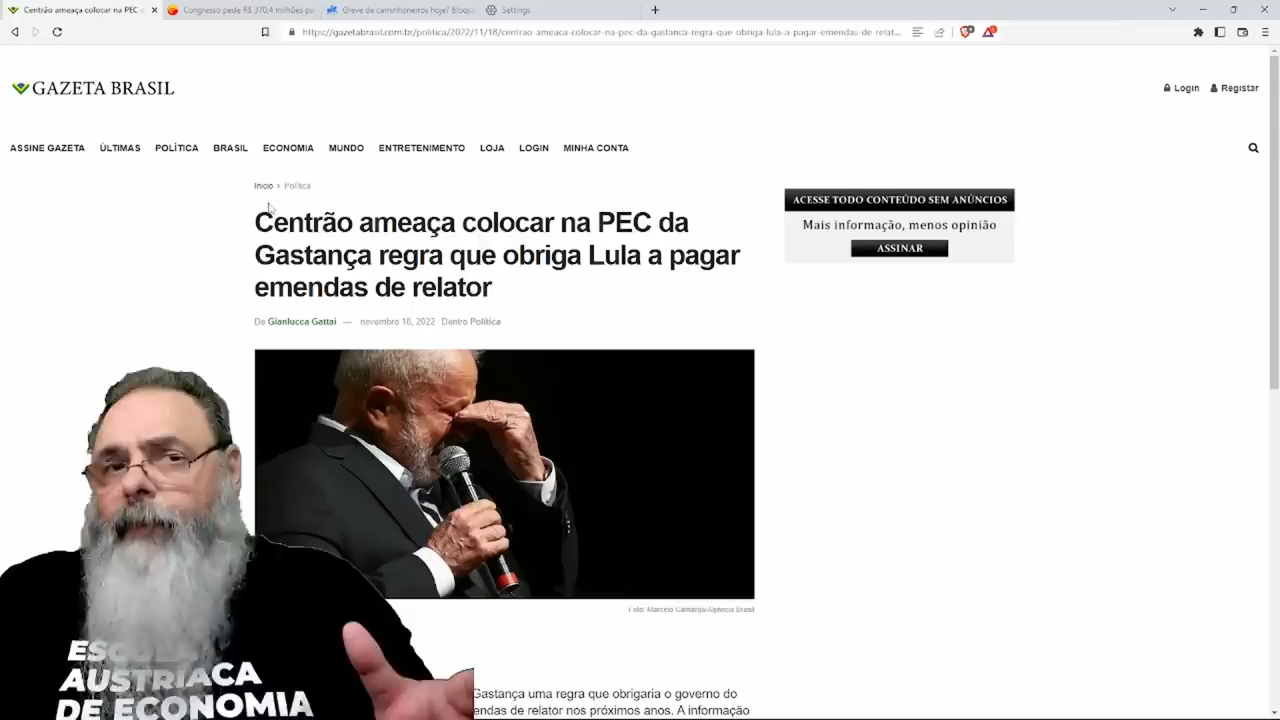 Centrão ameaça colocar na PEC d
Congresso pede R$ 370,4 milhões pa
Greve de caminhoneiros hoje? Bloqu
Settings
https://gazetabrasil.com.br/politica/2022/11/18/centrao-ameaca-colocar-na-pec-da-gastanca-regra-que-obriga-lula-a-pagar-emendas-de-relat...
GAZETA BRASIL
Login Registar
ASSINE GAZETA ÚLTIMAS POLÍTICA BRASIL ECONOMIA MUNDO ENTRETENIMENTO LOJA LOGIN MINHA CONTA
Início > Política
Centrão ameaça colocar na PEC da
Gastança regra que obriga Lula a pagar
emendas de relator
De Gianlucca Gattai — novembro 18, 2022 Dentro Política
ACESSE TODO CONTEÚDO SEM ANÚNCIOS
Mais informação, menos opinião
ASSINAR
Foto: Marcelo Camargo/Agência Brasil
Gastança uma regra que obrigaria o governo do
endas de relator nos próximos anos. A informação
ESCOLA
AUSTRÍACA
DE ECONOMIA